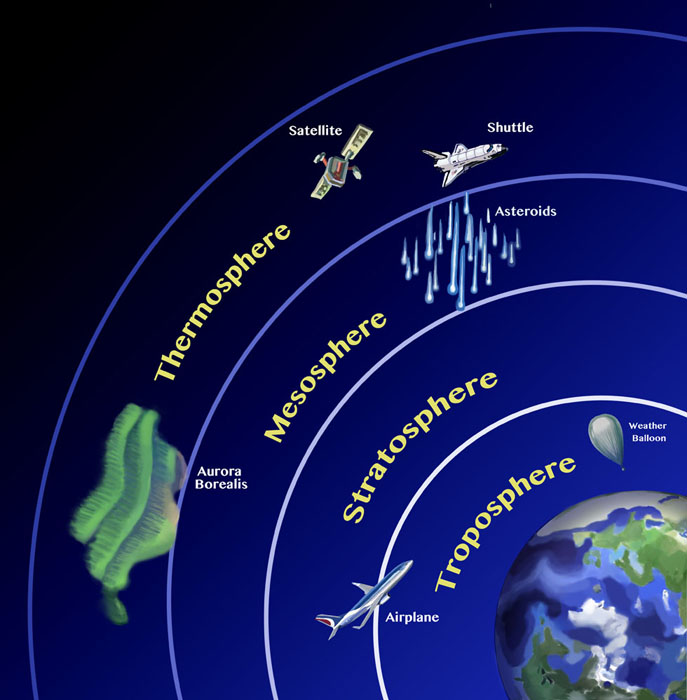 Satellite
Shuttle
Asteroids
Thermosphere
Mesosphere
Stratosphere
Troposphere
Weather
Balloon
Aurora
Borealis
Airplane